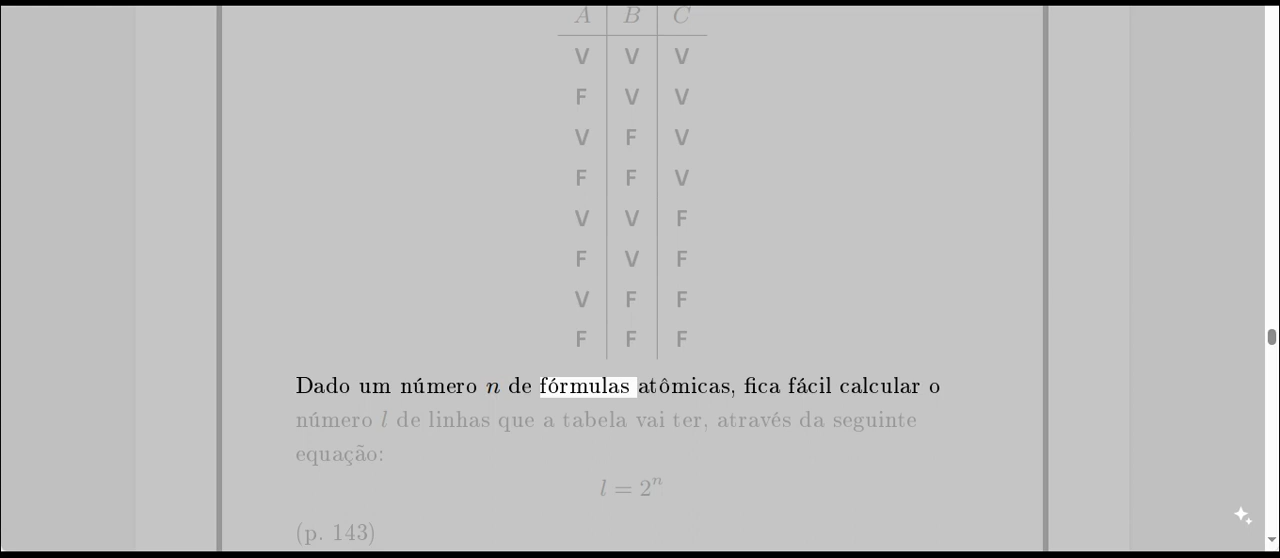 A B C
V V V
F V V
V F V
F F V
V V F
F V F
V F F
F F F
Dado um número n de fórmulas atômicas, fica fácil calcular o
número l de linhas que a tabela vai ter, através da seguinte
equação:
l = 2ⁿ
(p. 143)